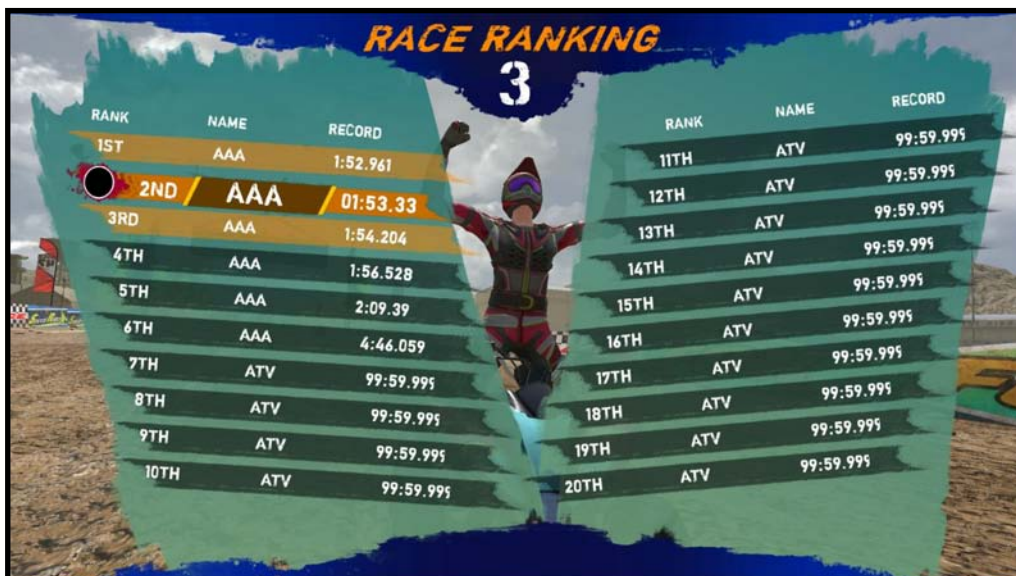 RACE RANKING
3
RANK NAME RECORD
1ST AAA 1:52.961
2ND AAA 01:53.33
3RD AAA 1:54.204
4TH AAA 1:56.528
5TH AAA 2:09.39
6TH AAA 4:46.059
7TH ATV 99:59.999
8TH ATV 99:59.999
9TH ATV 99:59.999
10TH ATV 99:59.999
RANK NAME RECORD
11TH ATV 99:59.999
12TH ATV 99:59.999
13TH ATV 99:59.999
14TH ATV 99:59.999
15TH ATV 99:59.999
16TH ATV 99:59.999
17TH ATV 99:59.999
18TH ATV 99:59.999
19TH ATV 99:59.999
20TH ATV 99:59.999